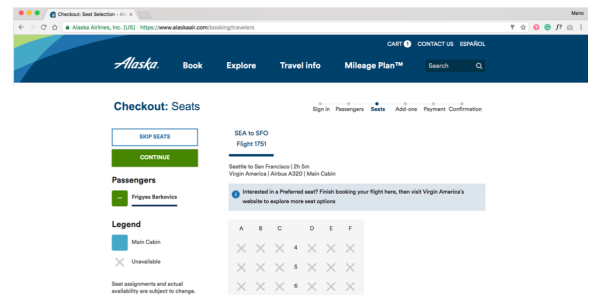 Checkout: Seat Selection - Ala
Mano
Alaska Airlines, Inc. [US] https://www.alaskaair.com/booking/travelers
CART 1 CONTACT US ESPAÑOL
Alaska. Book Explore Travel info Mileage Plan™ Search
Checkout: Seats
Sign in Passengers Seats Add-ons Payment Confirmation
SKIP SEATS
CONTINUE
SEA to SFO
Flight 1751
Seattle to San Francisco | 2h 5m
Virgin America | Airbus A320 | Main Cabin
Passengers
Frigyes Barkovics
Interested in a Preferred seat? Finish booking your flight here, then visit Virgin America's
website to explore more seat options
Legend
Main Cabin
Unavailable
Seat assignments and actual
availability are subject to change.
A B C D E F
4
5
6